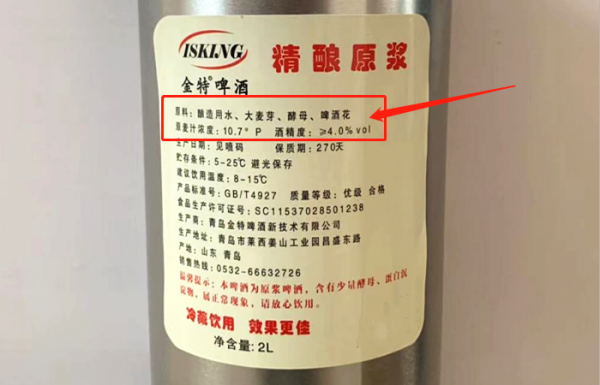 ISKING
精酿原浆
金特®啤酒
原料: 酿造用水、大麦芽、酵母、啤酒花
原麦汁浓度: 10.7° P 酒精度: ≥4.0%vol
生产日期: 见喷码 保质期: 270天
贮存条件: 5-25℃ 避光保存
建议饮用温度: 8-15℃
产品标准号: GB/T4927 质量等级: 优级 合格
食品生产许可证号: SC11537028501238
生产商: 青岛金特啤酒新技术有限公司
生产地址: 青岛市莱西姜山工业园昌盛东路
产地: 山东 青岛
销售热线: 0532-66632726
温馨提示: 本啤酒为原浆啤酒, 含有少量酵母、蛋白沉
淀物, 属正常现象, 请放心饮用。
冷藏饮用 效果更佳
净含量: 2L